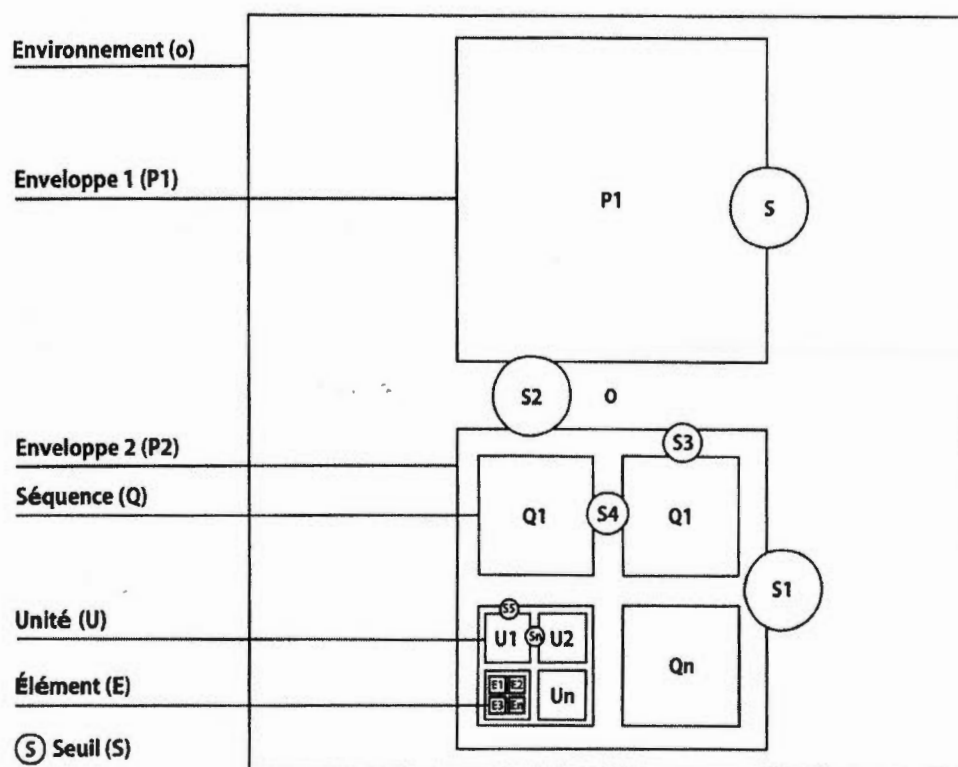 Environnement (o)
Enveloppe 1 (P1)
P1
S
S2
O
Enveloppe 2 (P2)
S3
Séquence (Q)
Q1
S4
Q1
S1
S5
Unité (U)
U1
Sn
U2
Qn
Élément (E)
E1
E2
E3
En
Un
S Seuil (S)